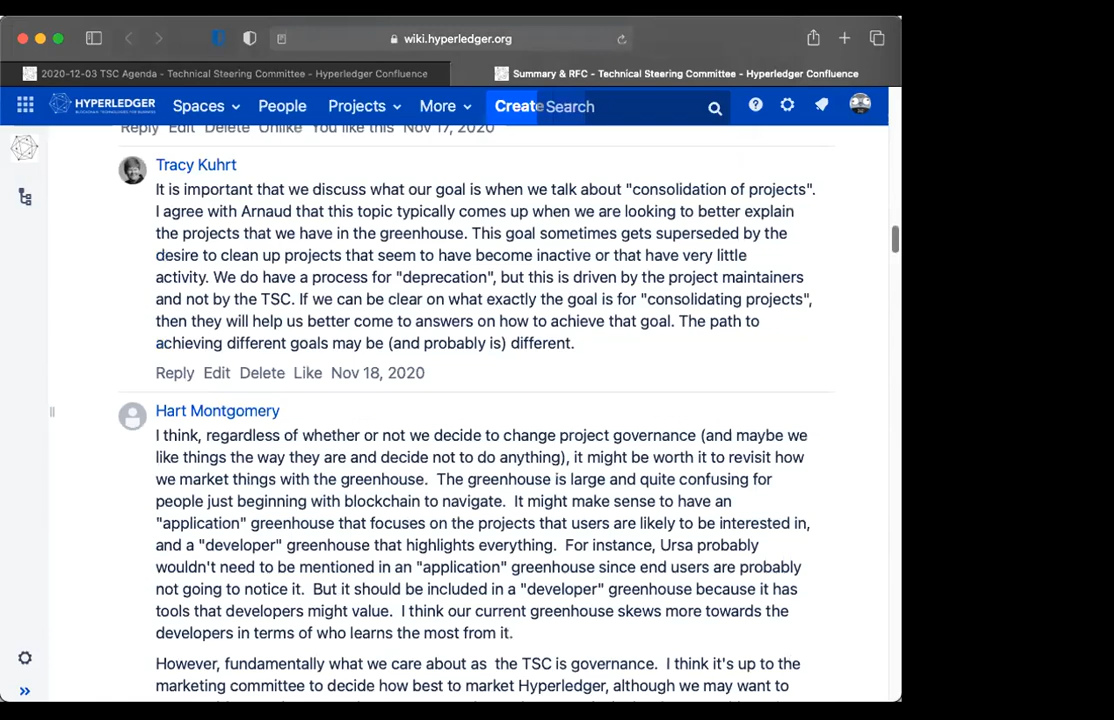 wiki.hyperledger.org
2020-12-03 TSC Agenda - Technical Steering Committee - Hyperledger Confluence
Summary & RFC - Technical Steering Committee - Hyperledger Confluence
HYPERLEDGER
Spaces
People
Projects
More
Create
Search
Reply Edit Delete Unlike You like this Nov 17, 2020
Tracy Kuhrt
It is important that we discuss what our goal is when we talk about "consolidation of projects".
I agree with Arnaud that this topic typically comes up when we are looking to better explain
the projects that we have in the greenhouse. This goal sometimes gets superseded by the
desire to clean up projects that seem to have become inactive or that have very little
activity. We do have a process for "deprecation", but this is driven by the project maintainers
and not by the TSC. If we can be clear on what exactly the goal is for "consolidating projects",
then they will help us better come to answers on how to achieve that goal. The path to
achieving different goals may be (and probably is) different.
Reply Edit Delete Like Nov 18, 2020
Hart Montgomery
I think, regardless of whether or not we decide to change project governance (and maybe we
like things the way they are and decide not to do anything), it might be worth it to revisit how
we market things with the greenhouse. The greenhouse is large and quite confusing for
people just beginning with blockchain to navigate. It might make sense to have an
"application" greenhouse that focuses on the projects that users are likely to be interested in,
and a "developer" greenhouse that highlights everything. For instance, Ursa probably
wouldn't need to be mentioned in an "application" greenhouse since end users are probably
not going to notice it. But it should be included in a "developer" greenhouse because it has
tools that developers might value. I think our current greenhouse skews more towards the
developers in terms of who learns the most from it.
However, fundamentally what we care about as the TSC is governance. I think it's up to the
marketing committee to decide how best to market Hyperledger, although we may want to